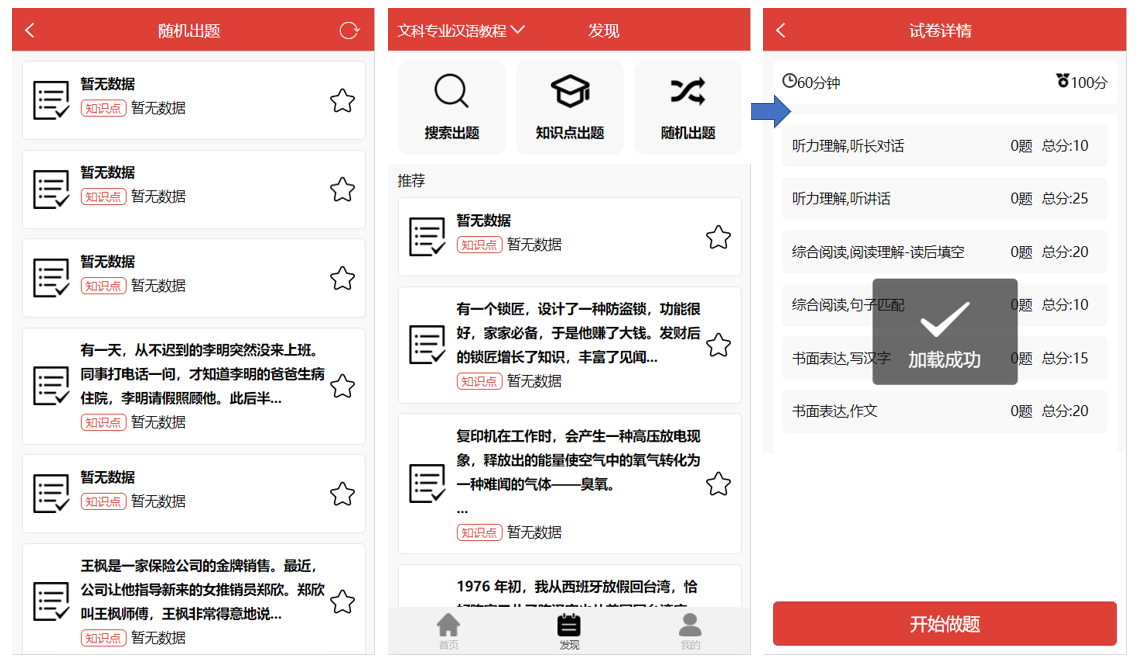 随机出题
暂无数据
知识点 暂无数据
暂无数据
知识点 暂无数据
暂无数据
知识点 暂无数据
有一天，从不迟到的李明突然没来上班。
同事打电话一问，才知道李明的爸爸生病
住院，李明请假照顾他。此后半...
知识点 暂无数据
暂无数据
知识点 暂无数据
王枫是一家保险公司的金牌销售。最近，
公司让他指导新来的女推销员郑欣。郑欣
叫王枫师傅，王枫非常得意地说...
知识点 暂无数据
文科专业汉语教程 发现
搜索出题 知识点出题 随机出题
推荐
暂无数据
知识点 暂无数据
有一个锁匠，设计了一种防盗锁，功能很
好，家家必备，于是他赚了大钱。发财后
的锁匠增长了知识，丰富了见闻...
知识点 暂无数据
复印机在工作时，会产生一种高压放电现
象，释放出的能量使空气中的氧气转化为
一种难闻的气体——臭氧。
...
知识点 暂无数据
1976 年初，我从西班牙放假回台湾，恰
首页 发现 我的
试卷详情
60分钟 100分
听力理解,听长对话 0题 总分:10
听力理解,听讲话 0题 总分:25
综合阅读,阅读理解-读后填空 0题 总分:20
综合阅读,句子匹配 0题 总分:10
书面表达,写汉字 0题 总分:15
加载成功
书面表达,作文 0题 总分:20
开始做题